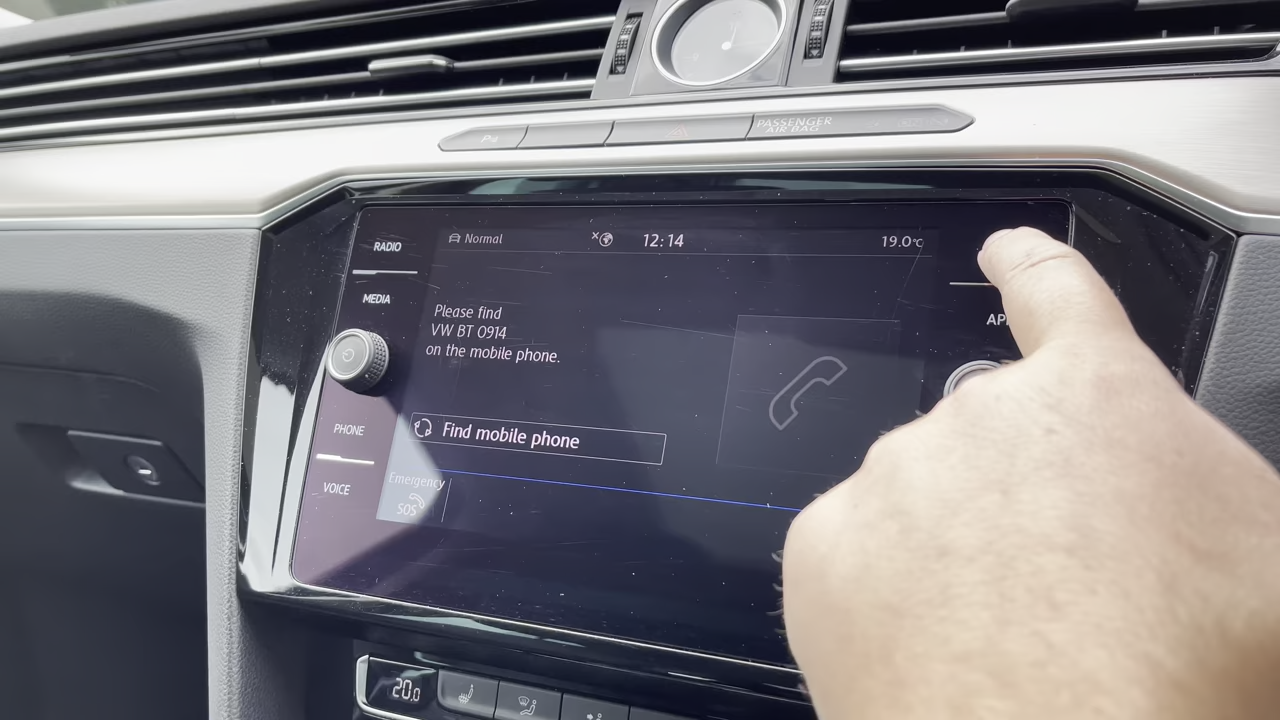 P
PASSENGER
AIR BAG
RADIO
Normal
12:14
19.0°C
MEDIA
Please find
VW BT 0914
on the mobile phone.
PHONE
Find mobile phone
VOICE
Emergency
SOS
20.0